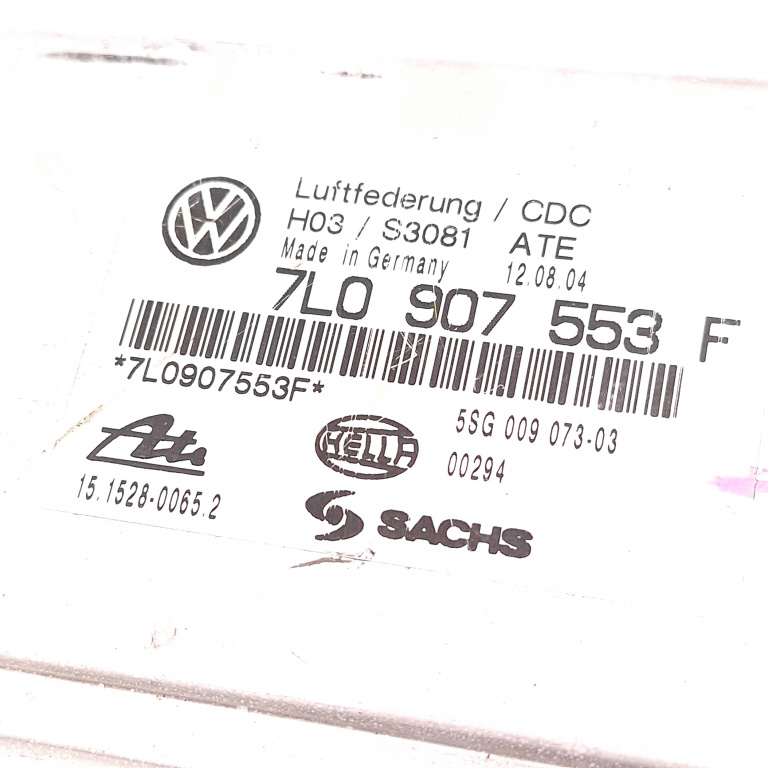 Luftfederung / CDC
H03 / S3081 ATE
Made in Germany 12.08.04
7L0 907 553 F
*7L0907553F*
Ate
15.1528-0065.2
HELLA
5SG 009 073-03
00294
SACHS